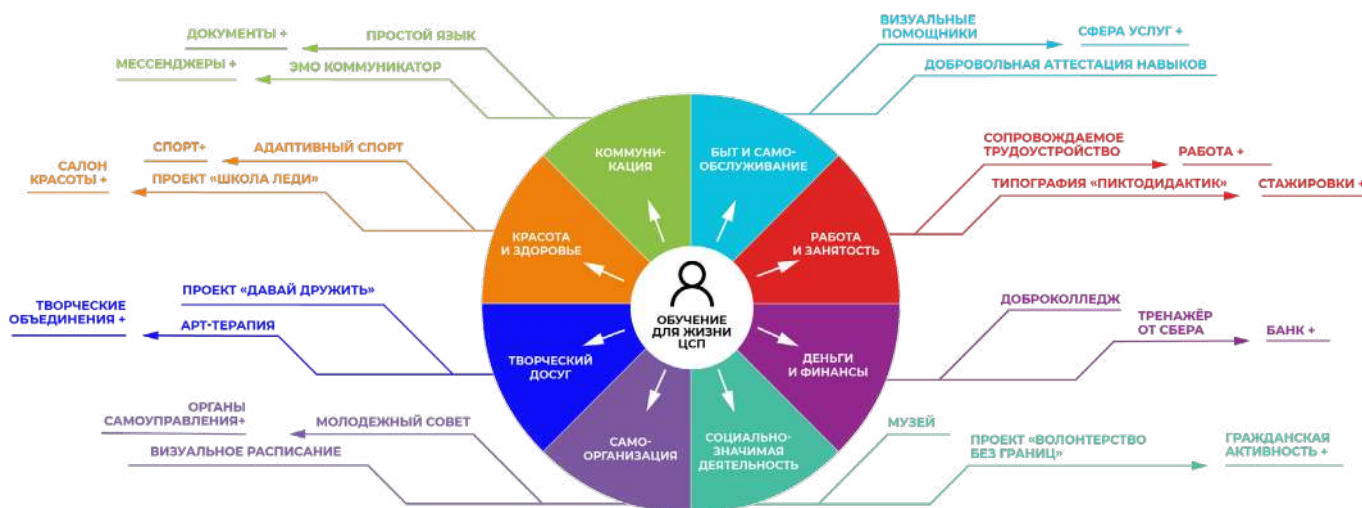 ДОКУМЕНТЫ +
ПРОСТОЙ ЯЗЫК
МЕССЕНДЖЕРЫ +
ЭМО КОММУНИКАТОР
ВИЗУАЛЬНЫЕ
ПОМОЩНИКИ
СФЕРА УСЛУГ +
ДОБРОВОЛЬНАЯ АТТЕСТАЦИЯ НАВЫКОВ
СПОРТ+
АДАПТИВНЫЙ СПОРТ
САЛОН
КРАСОТЫ +
ПРОЕКТ «ШКОЛА ЛЕДИ»
КОММУНИ-
КАЦИЯ
БЫТ И САМО-
ОБСЛУЖИВАНИЕ
СОПРОВОЖДАЕМОЕ
ТРУДОУСТРОЙСТВО
РАБОТА +
ТИПОГРАФИЯ «ПИКТОДИДАКТИК»
СТАЖИРОВКИ +
КРАСОТА
И ЗДОРОВЬЕ
РАБОТА
И ЗАНЯТОСТЬ
ОБУЧЕНИЕ
ДЛЯ ЖИЗНИ
ЦСП
ПРОЕКТ «ДАВАЙ ДРУЖИТЬ»
ТВОРЧЕСКИЕ
ОБЪЕДИНЕНИЯ +
АРТ-ТЕРАПИЯ
ТВОРЧЕСКИЙ
ДОСУГ
ДЕНЬГИ
И ФИНАНСЫ
ДОБРОКОЛЛЕДЖ
ТРЕНАЖЁР
ОТ СБЕРА
БАНК +
ОРГАНЫ
САМОУПРАВЛЕНИЯ+
МОЛОДЕЖНЫЙ СОВЕТ
ВИЗУАЛЬНОЕ РАСПИСАНИЕ
САМО-
ОРГАНИЗАЦИЯ
СОЦИАЛЬНО-
ЗНАЧИМАЯ
ДЕЯТЕЛЬНОСТЬ
МУЗЕЙ
ПРОЕКТ «ВОЛОНТЕРСТВО
БЕЗ ГРАНИЦ»
ГРАЖДАНСКАЯ
АКТИВНОСТЬ +